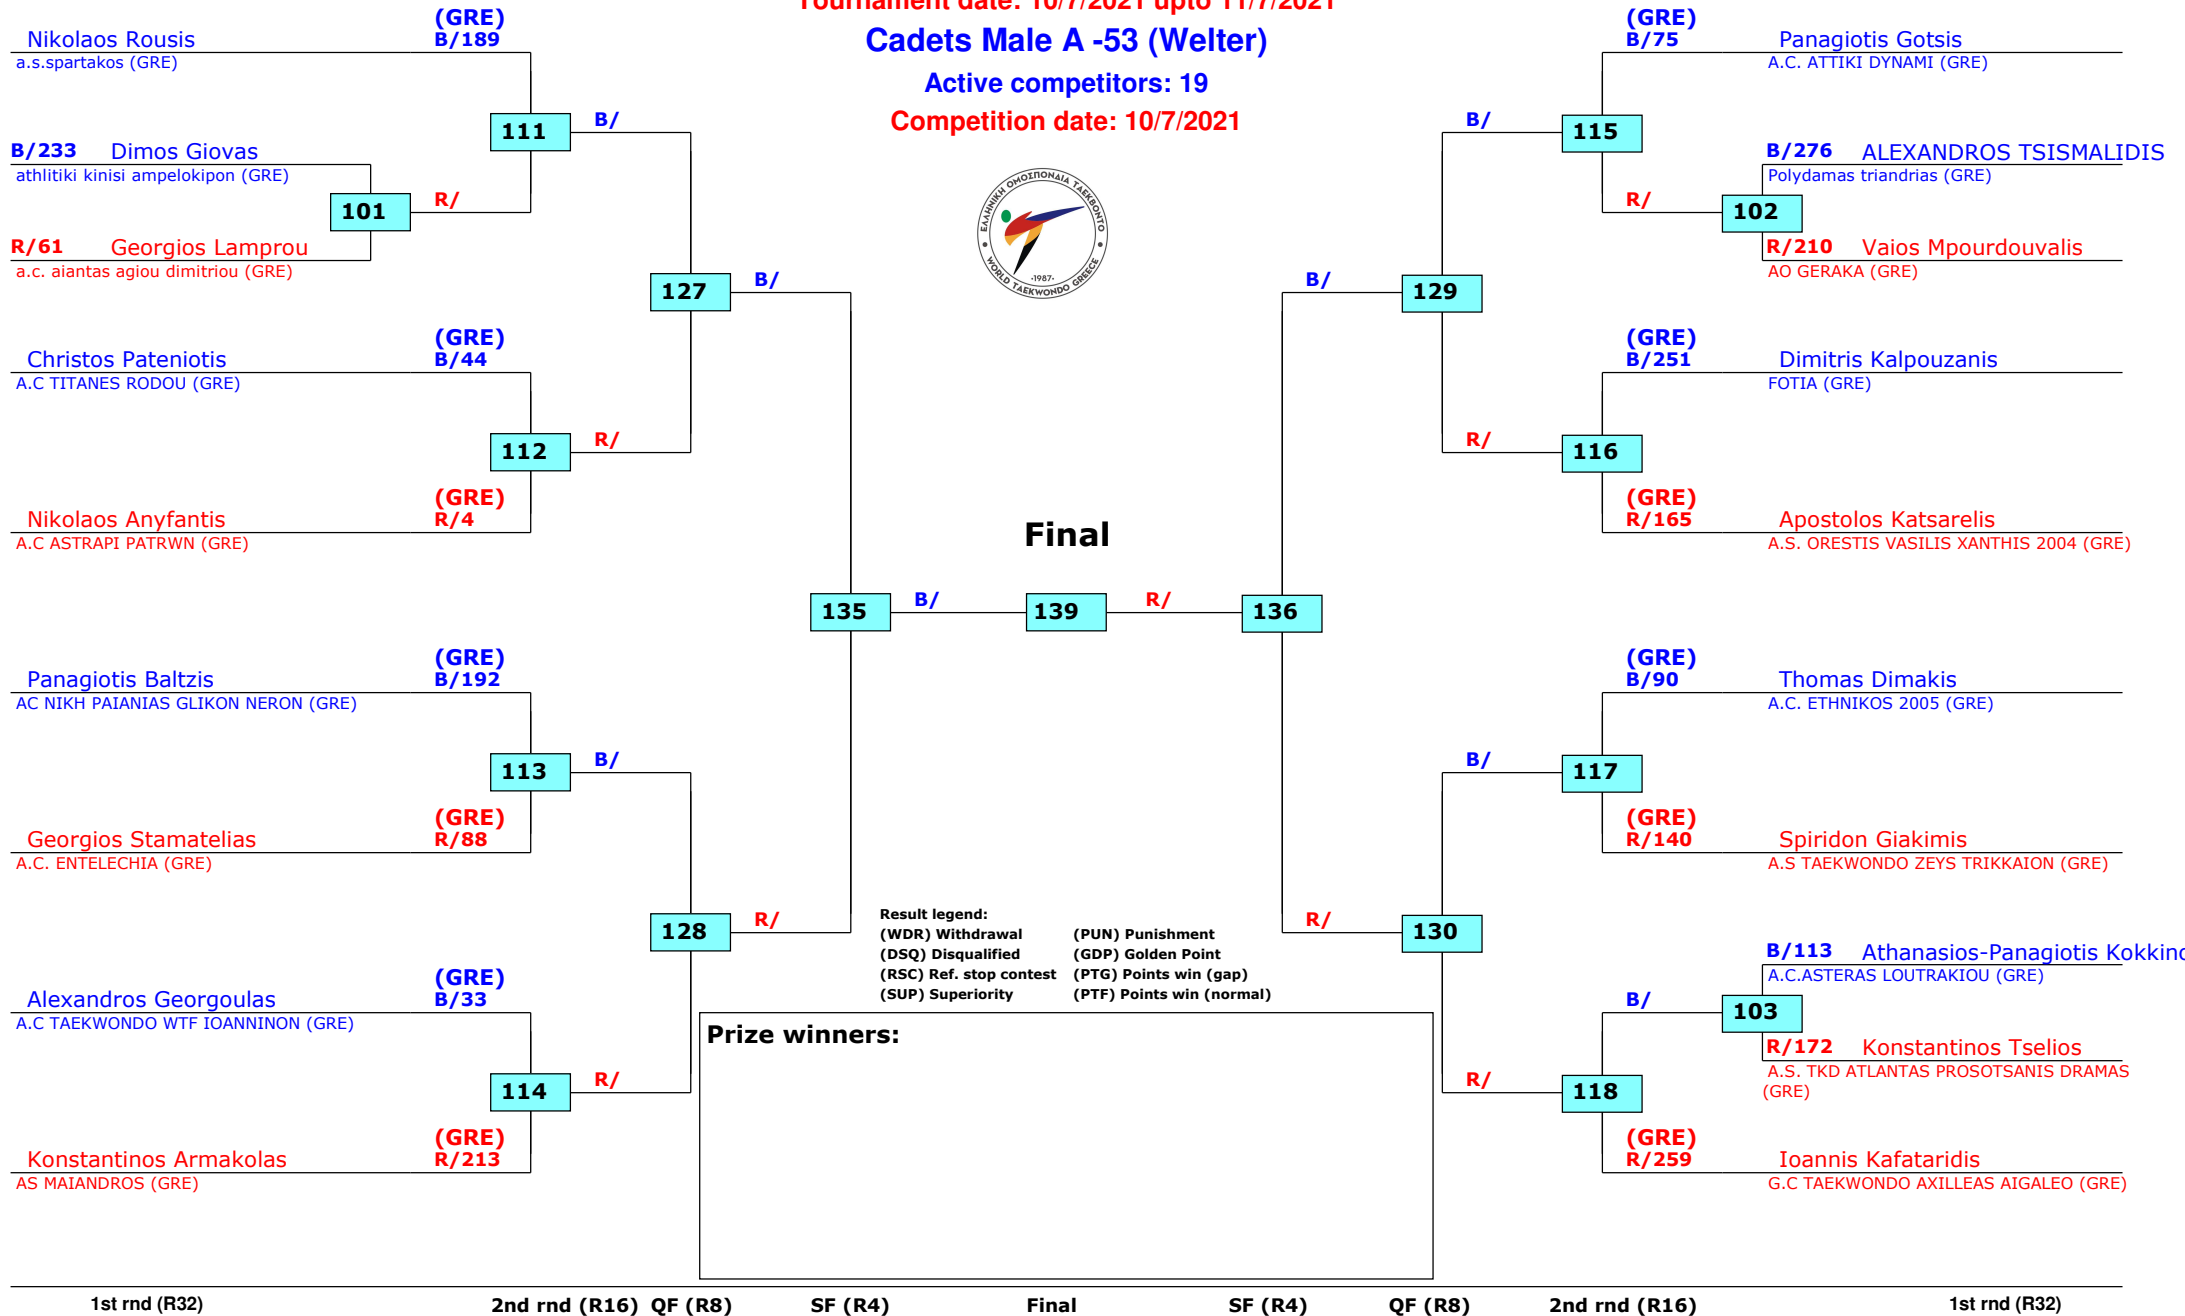 Tournament date: 10/7/2021 upto 11/7/2021
Cadets Male A -53 (Welter)
Active competitors: 19
Competition date: 10/7/2021
ΕΛΛΗΝΙΚΗ ΟΜΟΣΠΟΝΔΙΑ ΤΑΕΚΒΟΝΤΟ
·1987·
WORLD TAEKWONDO GREECE
(GRE)
Nikolaos Rousis B/189
a.s.spartakos (GRE)
111 B/
B/233 Dimos Giovas
athlitiki kinisi ampelokipon (GRE)
101 R/
R/61 Georgios Lamprou
a.c. aiantas agiou dimitriou (GRE)
127 B/
(GRE)
Christos Pateniotis B/44
A.C TITANES RODOU (GRE)
112 R/
(GRE)
Nikolaos Anyfantis R/4
A.C ASTRAPI PATRWN (GRE)
135 B/
(GRE)
Panagiotis Baltzis B/192
AC NIKH PAIANIAS GLIKON NERON (GRE)
113 B/
(GRE)
Georgios Stamatelias R/88
A.C. ENTELECHIA (GRE)
128 R/
(GRE)
Alexandros Georgoulas B/33
A.C TAEKWONDO WTF IOANNINON (GRE)
114 R/
(GRE)
Konstantinos Armakolas R/213
AS MAIANDROS (GRE)
Final
139
(GRE)
B/75 Panagiotis Gotsis
A.C. ATTIKI DYNAMI (GRE)
B/ 115
B/276 ALEXANDROS TSISMALIDIS
Polydamas triandrias (GRE)
R/ 102
R/210 Vaios Mpourdouvalis
AO GERAKA (GRE)
B/ 129
(GRE)
B/251 Dimitris Kalpouzanis
FOTIA (GRE)
R/ 116
(GRE)
R/165 Apostolos Katsarelis
A.S. ORESTIS VASILIS XANTHIS 2004 (GRE)
R/ 136
(GRE)
B/90 Thomas Dimakis
A.C. ETHNIKOS 2005 (GRE)
B/ 117
(GRE)
R/140 Spiridon Giakimis
A.S TAEKWONDO ZEYS TRIKKAION (GRE)
R/ 130
B/113 Athanasios-Panagiotis
A.C.ASTERAS LOUTRAKIOU (GRE)
B/ 103
R/172 Konstantinos Tselios
A.S. TKD ATLANTAS PROSOTSANIS DRAMAS
(GRE)
R/ 118
(GRE)
R/259 Ioannis Kafataridis
G.C TAEKWONDO AXILLEAS AIGALEO (GRE)
Result legend:
(WDR) Withdrawal (PUN) Punishment
(DSQ) Disqualified (GDP) Golden Point
(RSC) Ref. stop contest (PTG) Points win (gap)
(SUP) Superiority (PTF) Points win (normal)
Prize winners:
1st rnd (R32) 2nd rnd (R16) QF (R8) SF (R4) Final SF (R4) QF (R8) 2nd rnd (R16) 1st rnd (R32)